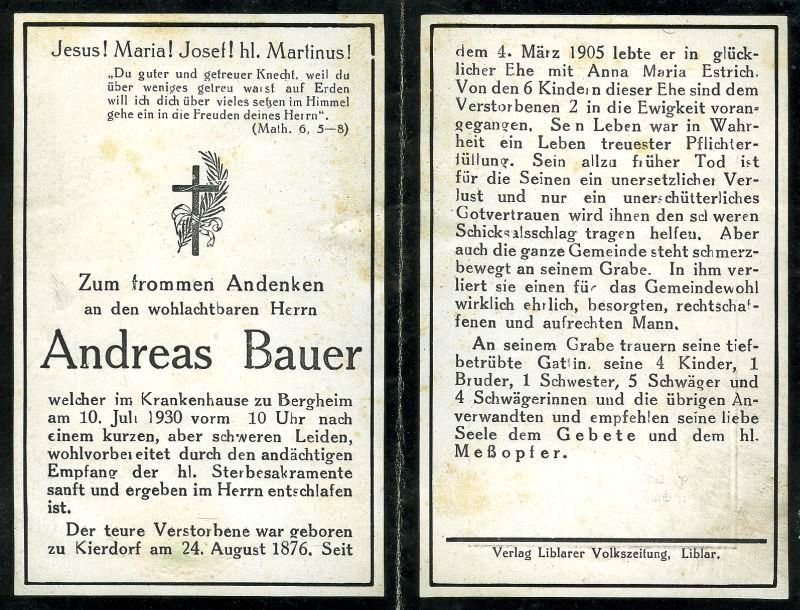 Jesus! Maria! Josef! hl. Martinus!
„Du guter und getreuer Knecht, weil du
über weniges getreu warst auf Erden
will ich dich über vieles setzen im Himmel
gehe ein in die Freuden deines Herrn“.
(Math. 6, 5—8)
Zum frommen Andenken
an den wohlachtbaren Herrn
Andreas Bauer
welcher im Krankenhause zu Bergheim
am 10. Juli 1930 vorm 10 Uhr nach
einem kurzen, aber schweren Leiden,
wohlvorbereitet durch den andächtigen
Empfang der hl. Sterbesakramente
sanft und ergeben im Herrn entschlafen
ist.
Der teure Verstorbene war geboren
zu Kierdorf am 24. August 1876. Seit
dem 4. März 1905 lebte er in glück-
licher Ehe mit Anna Maria Estrich.
Von den 6 Kindern dieser Ehe sind dem
Verstorbenen 2 in die Ewigkeit voran-
gegangen. Sein Leben war in Wahr-
heit ein Leben treuester Pflichter-
füllung. Sein allzu früher Tod ist
für die Seinen ein unersetzlicher Ver-
lust und nur ein unerschütterliches
Gotvertrauen wird ihnen den schweren
Schicksalsschlag tragen helfen. Aber
auch die ganze Gemeinde steht schmerz-
bewegt an seinem Grabe. In ihm ver-
liert sie einen für das Gemeindewohl
wirklich ehrlich, besorgten, rechtschaf-
fenen und aufrechten Mann.
An seinem Grabe trauern seine tief-
betrübte Gattin. seine 4 Kinder, 1
Bruder, 1 Schwester, 5 Schwäger und
4 Schwägerinnen und die übrigen An-
verwandten und empfehlen seine liebe
Seele dem Gebete und dem hl.
Meßopfer.
Verlag Liblarer Volkszeitung, Liblar.